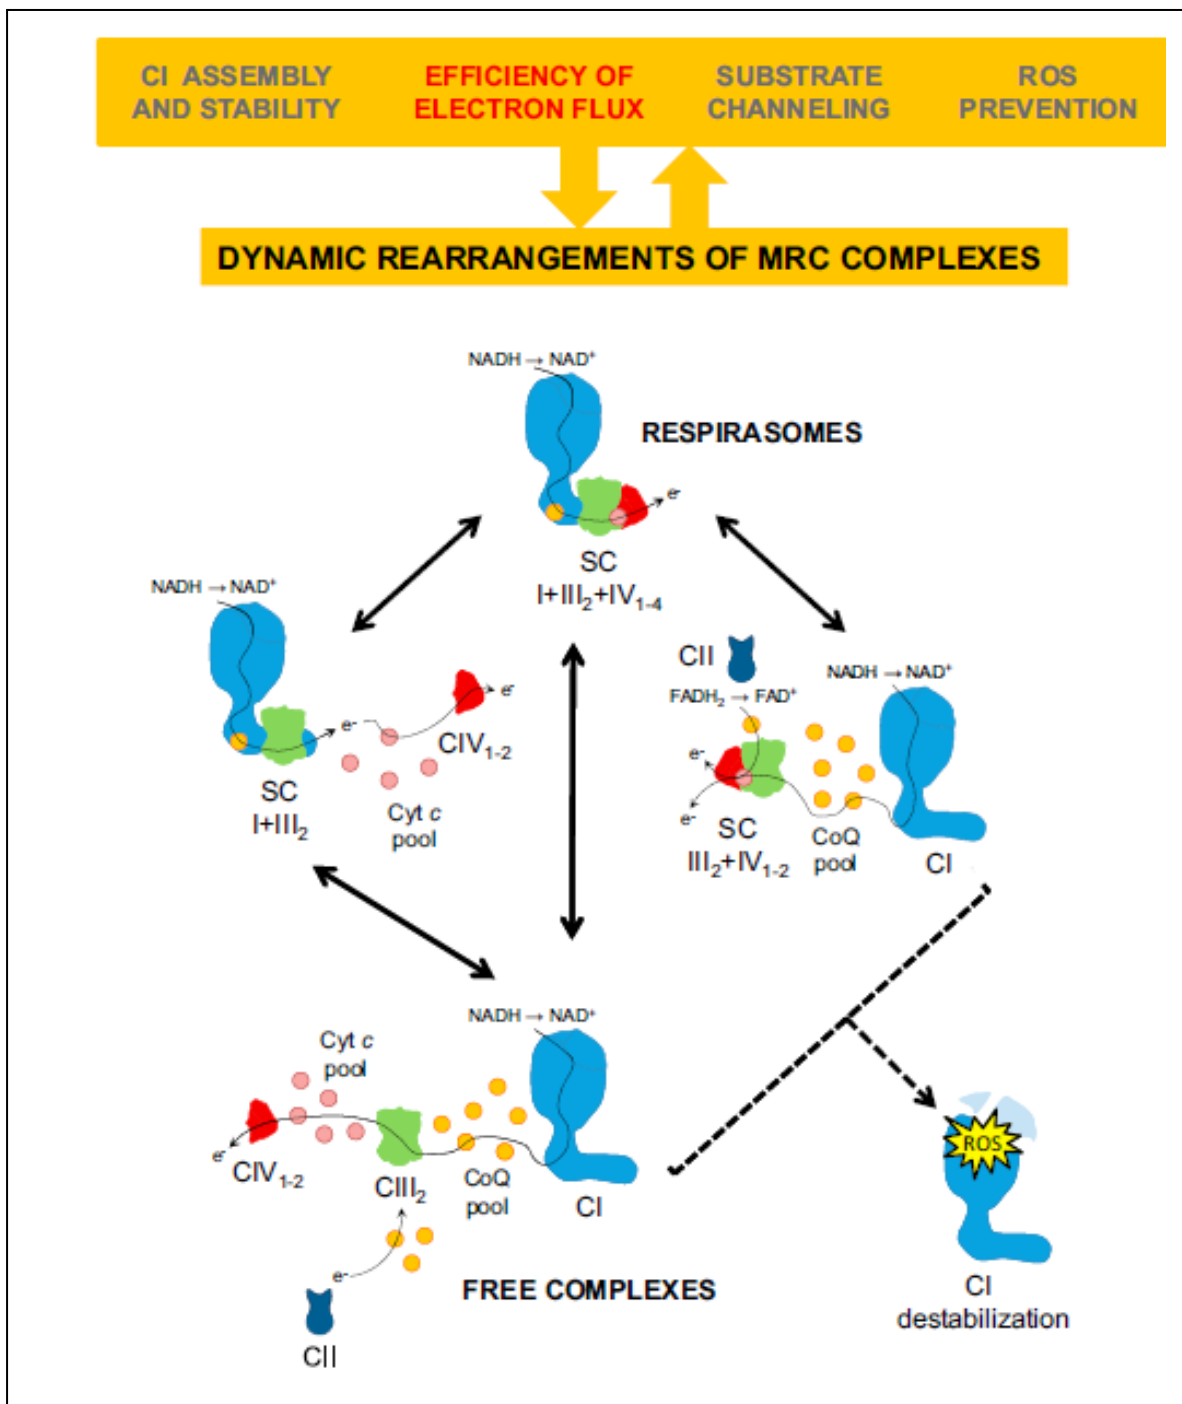 CI ASSEMBLY
AND STABILITY
EFFICIENCY OF
ELECTRON FLUX
SUBSTRATE
CHANNELING
ROS
PREVENTION
DYNAMIC REARRANGEMENTS OF MRC COMPLEXES
NADH → NAD⁺
RESPIRASOMES
e-
SC
I+III₂+IV₁₋₄
NADH → NAD⁺
e-
e-
CIV₁₋₂
SC
I+III₂
Cyt c
pool
CII
FADH₂ → FAD⁺
NADH → NAD⁺
e-
e-
SC
III₂+IV₁₋₂
CoQ
pool
CI
NADH → NAD⁺
Cyt c
pool
e-
CIV₁₋₂
CIII₂
CoQ
pool
CI
e-
CII
FREE COMPLEXES
ROS
CI
destabilization